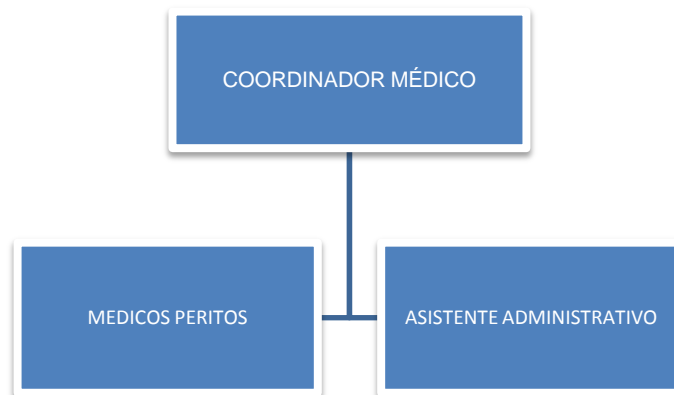 COORDINADOR MÉDICO
MEDICOS PERITOS
ASISTENTE ADMINISTRATIVO